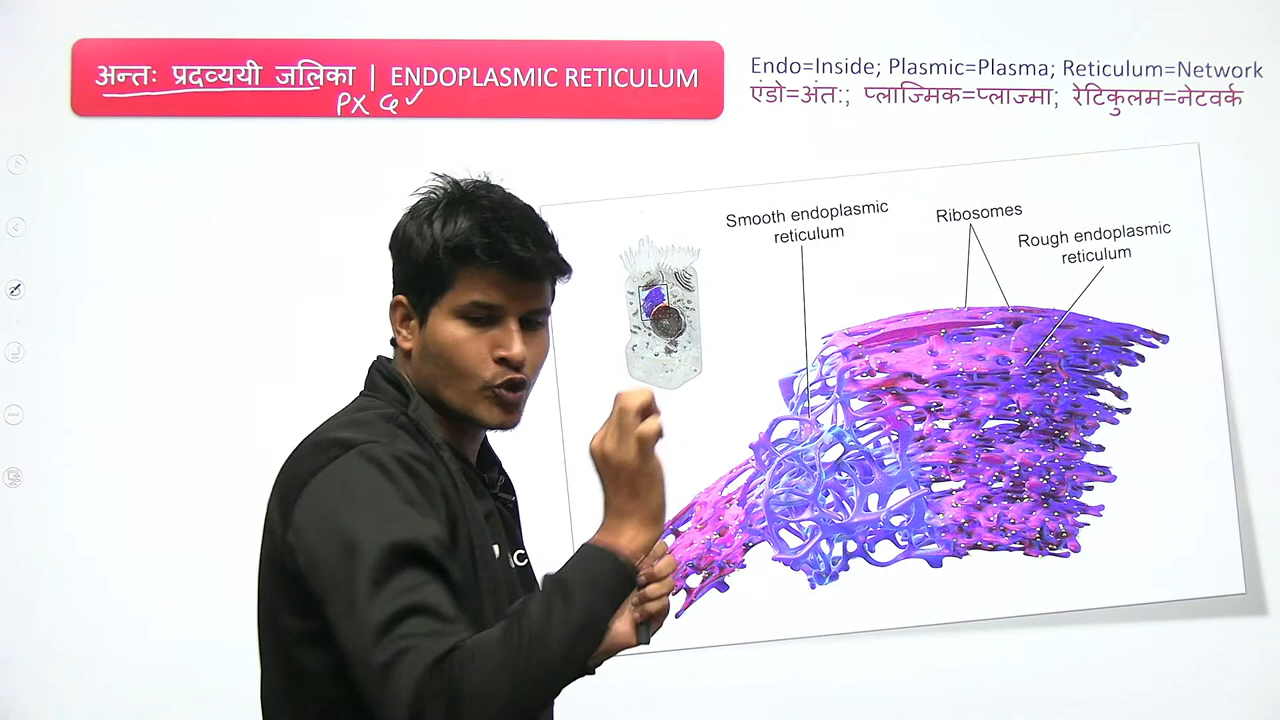 अन्तः प्रदव्ययी जलिका | ENDOPLASMIC RETICULUM
Endo=Inside; Plasmic=Plasma; Reticulum=Network
एंडो=अंत:; प्लाज्मिक=प्लाज्मा; रेटिकुलम=नेटवर्क
Smooth endoplasmic
reticulum
Ribosomes
Rough endoplasmic
reticulum